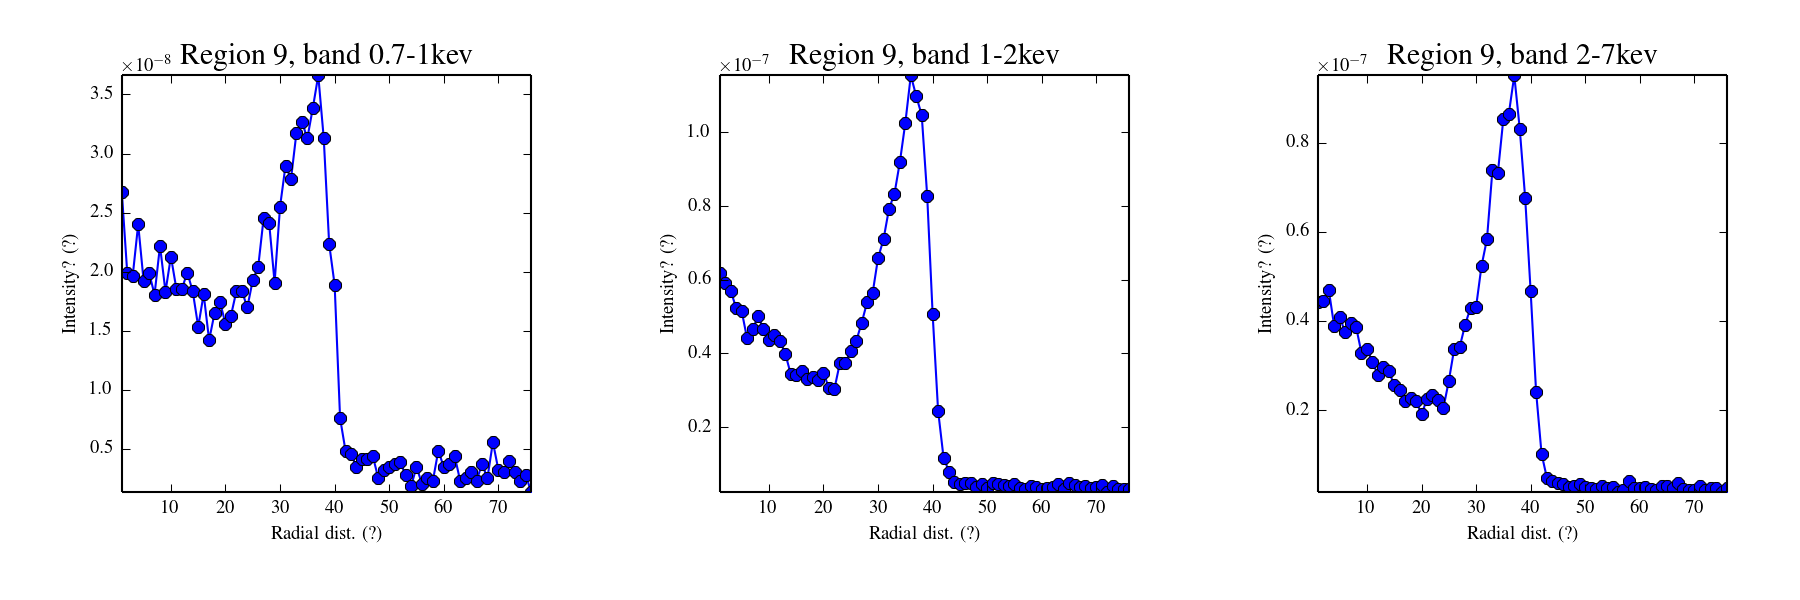 Region 9, band 0.7-1kev
×10⁻⁸
3.5
3.0
2.5
2.0
1.5
1.0
0.5
Intensity? (?)
10 20 30 40 50 60 70
Radial dist. (?)
Region 9, band 1-2kev
×10⁻⁷
1.0
0.8
0.6
0.4
0.2
Intensity? (?)
10 20 30 40 50 60 70
Radial dist. (?)
Region 9, band 2-7kev
×10⁻⁷
0.8
0.6
0.4
0.2
Intensity? (?)
10 20 30 40 50 60 70
Radial dist. (?)